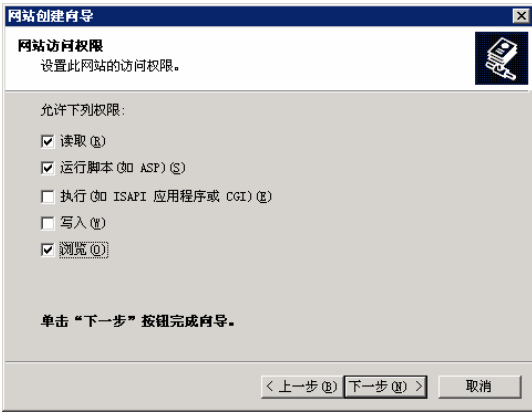 网站创建向导
网站访问权限
设置此网站的访问权限。
允许下列权限:
读取(R)
运行脚本(如 ASP)(S)
执行(如 ISAPI 应用程序或 CGI)(E)
写入(W)
浏览(O)
单击“下一步”按钮完成向导。
< 上一步(B) 下一步(N) > 取消